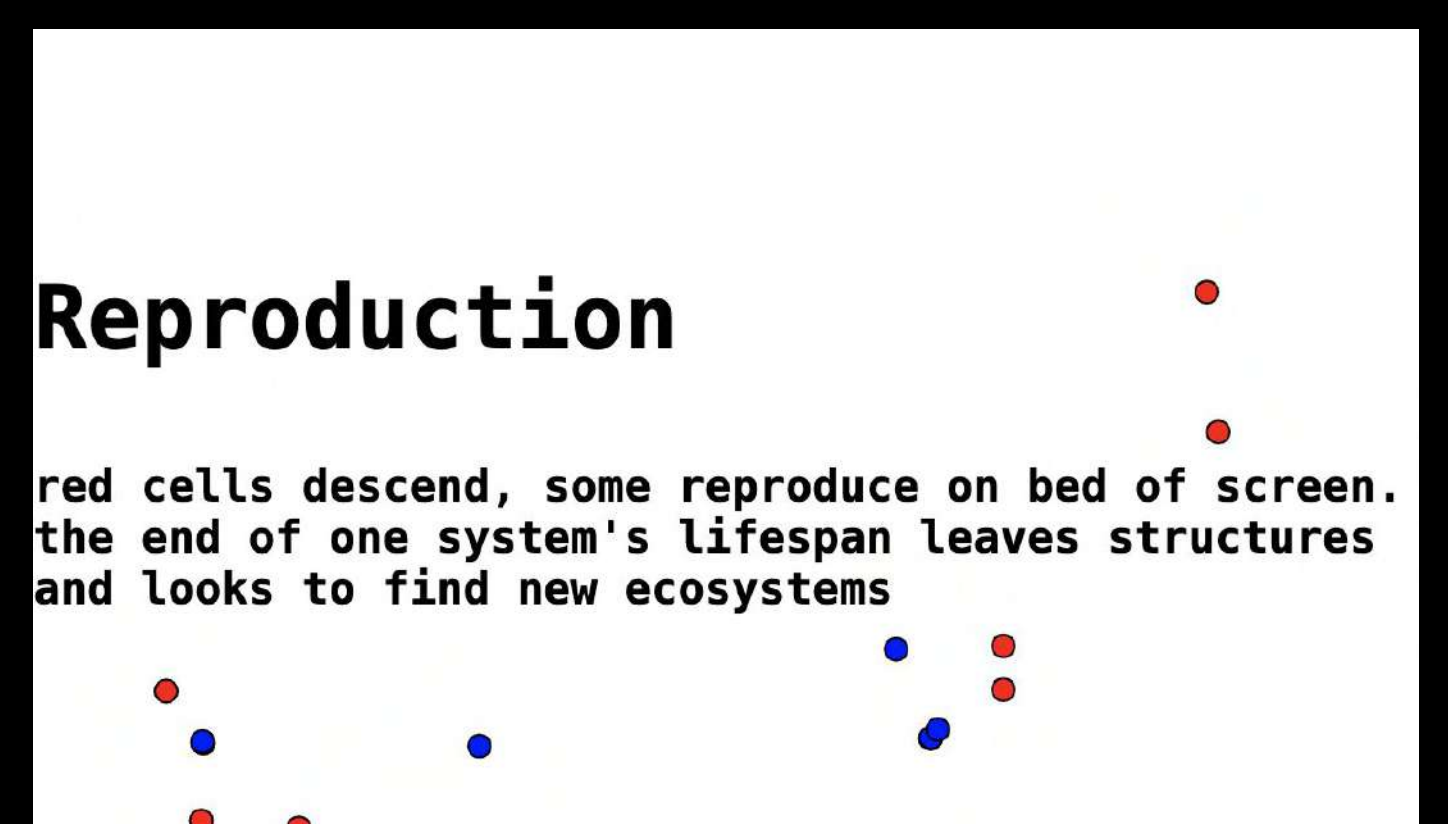 Reproduction
red cells descend, some reproduce on bed of screen.
the end of one system's lifespan leaves structures
and looks to find new ecosystems